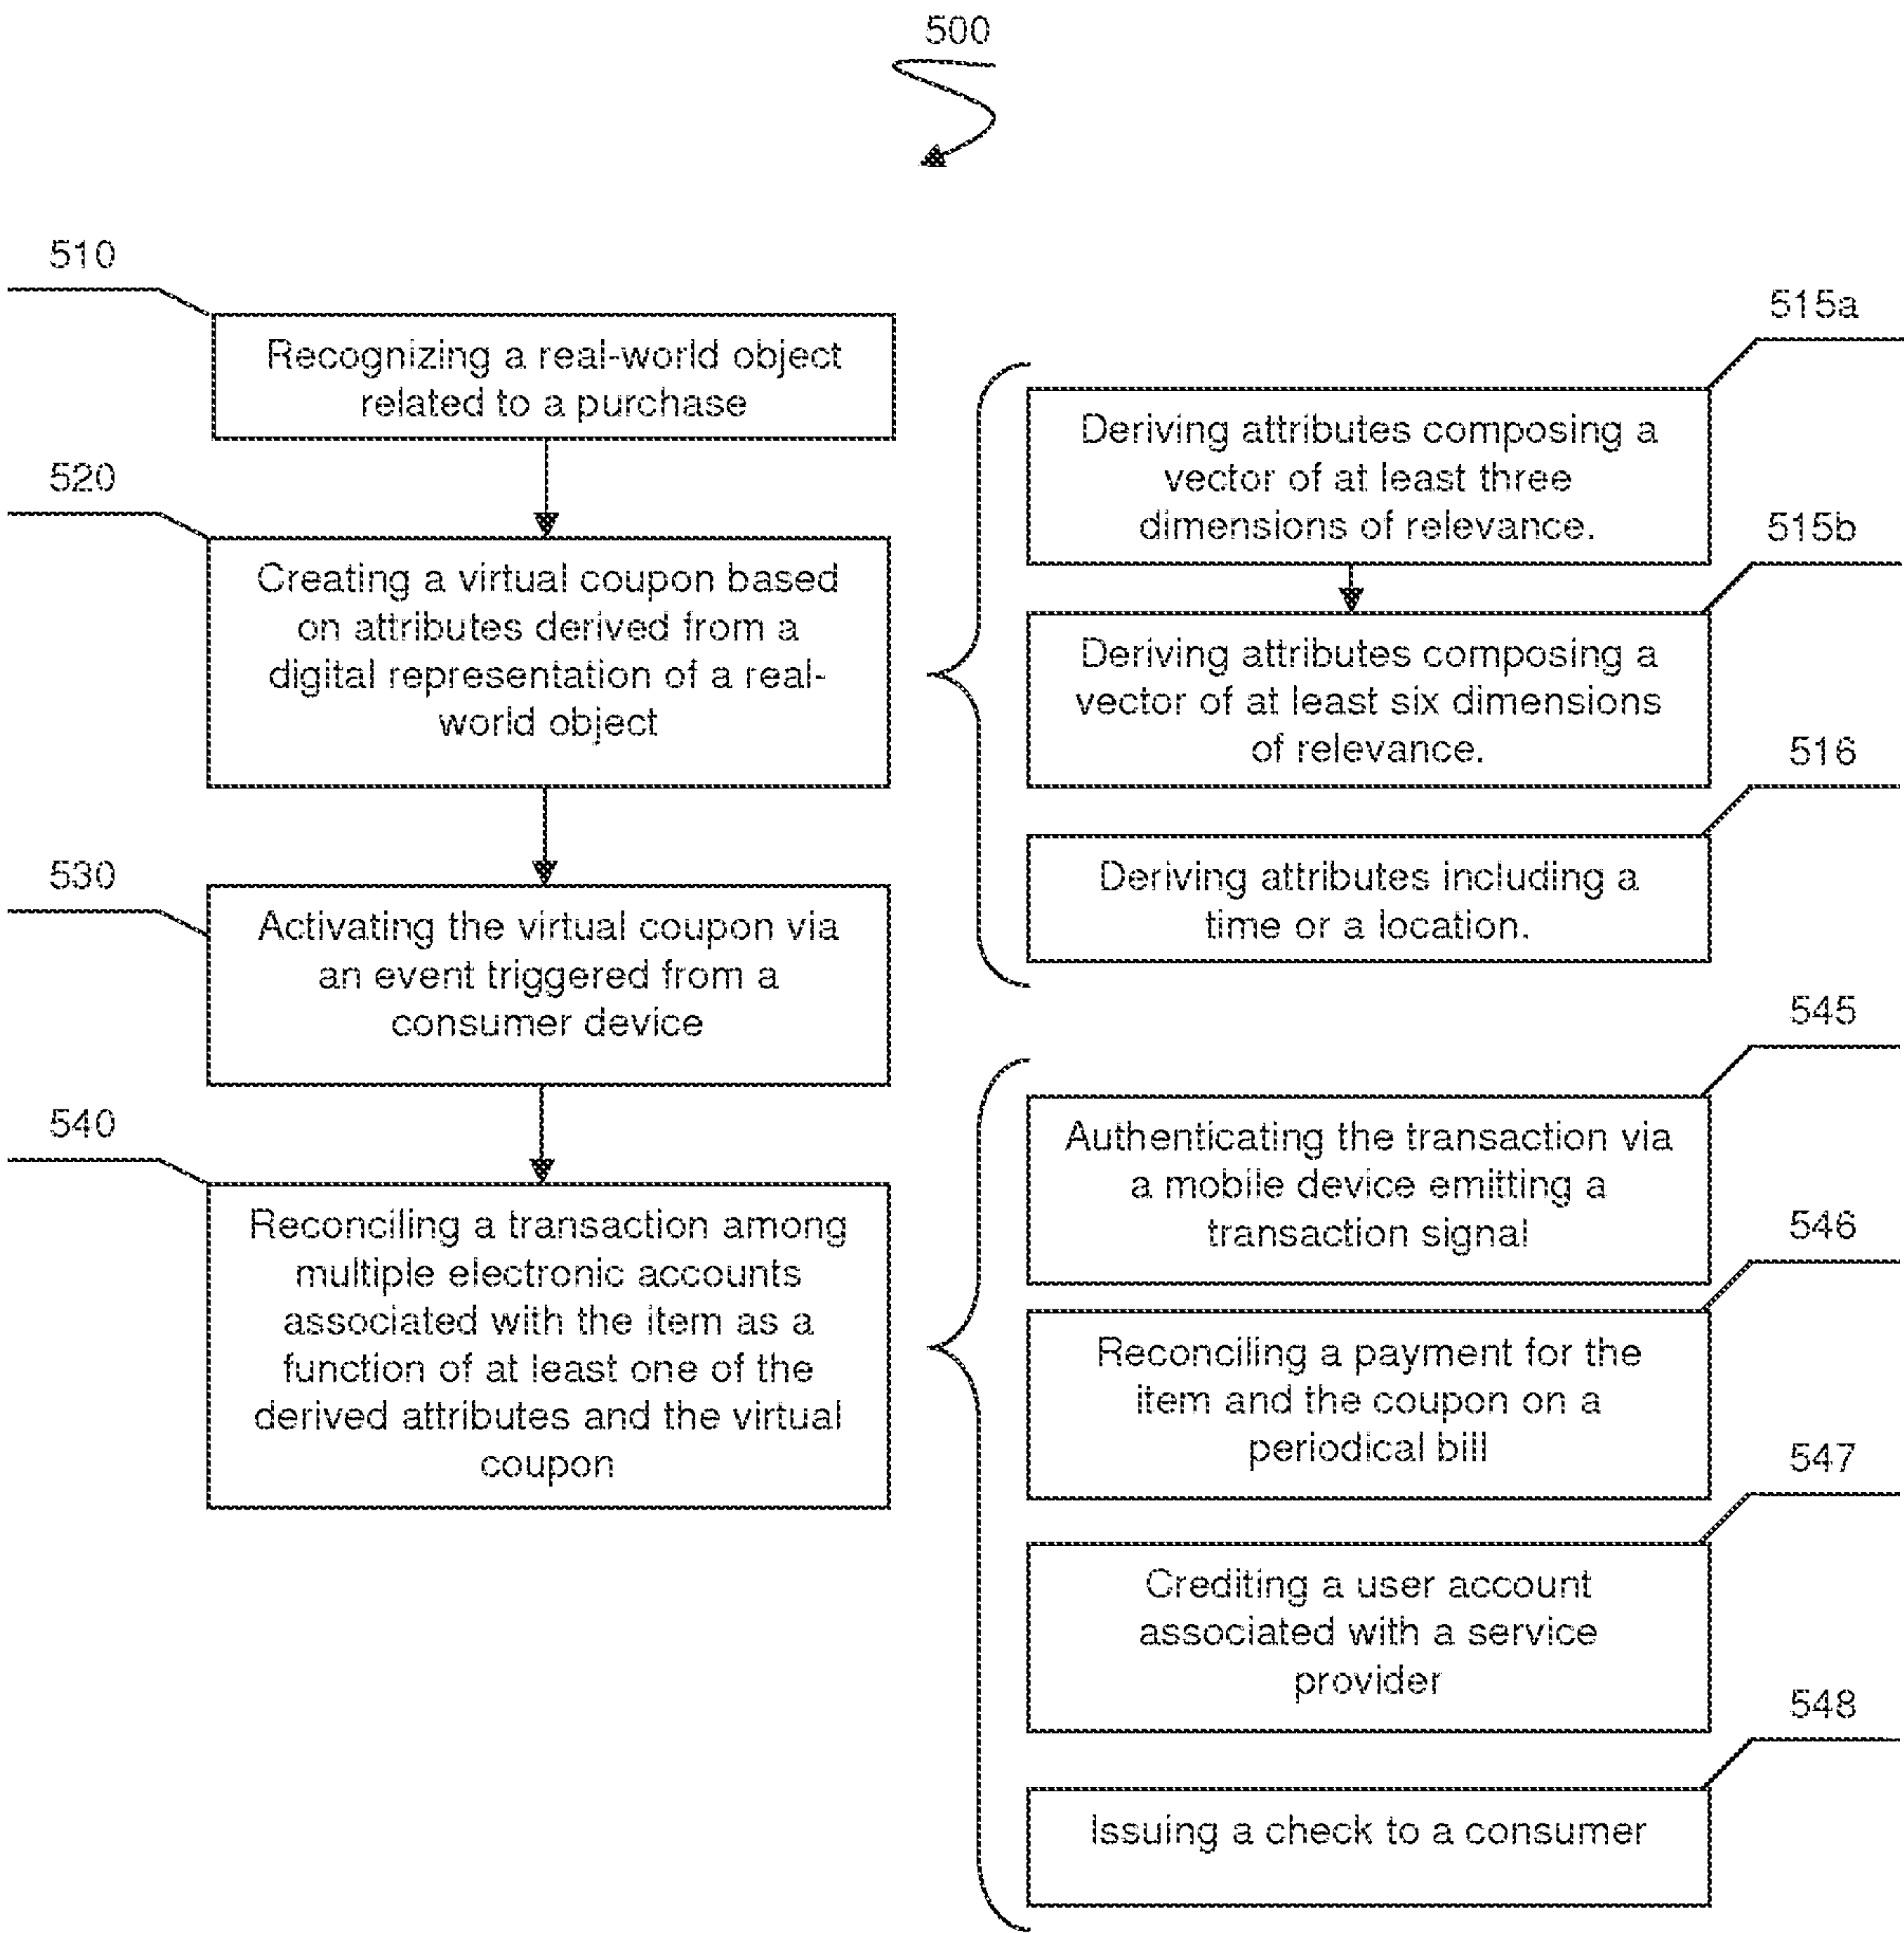 500
510
Recognizing a real-world object
related to a purchase
520
Creating a virtual coupon based
on attributes derived from a
digital representation of a real-
world object
530
Activating the virtual coupon via
an event triggered from a
consumer device
540
Reconciling a transaction among
multiple electronic accounts
associated with the item as a
function of at least one of the
derived attributes and the virtual
coupon
515a
Deriving attributes composing a
vector of at least three
dimensions of relevance.
515b
Deriving attributes composing a
vector of at least six dimensions
of relevance.
516
Deriving attributes including a
time or a location.
545
Authenticating the transaction via
a mobile device emitting a
transaction signal
546
Reconciling a payment for the
item and the coupon on a
periodical bill
547
Crediting a user account
associated with a service
provider
548
Issuing a check to a consumer